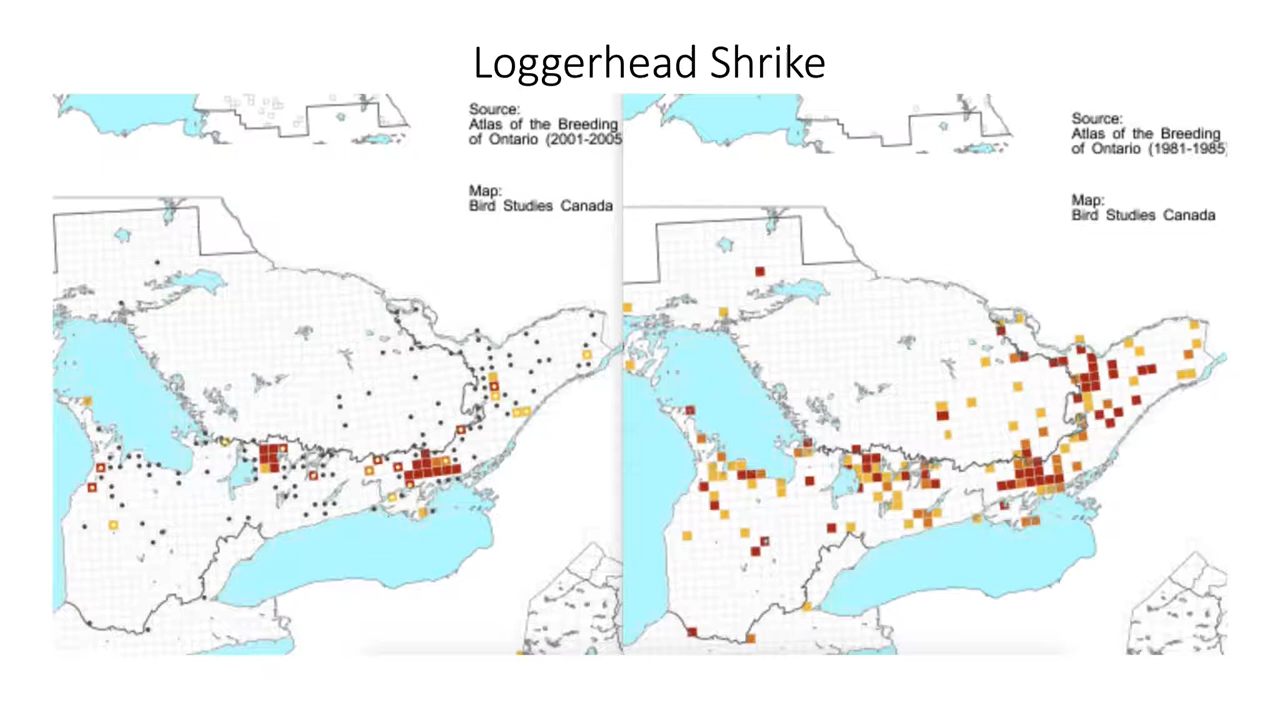 Loggerhead Shrike
Source:
Atlas of the Breeding
of Ontario (2001-2005
Map:
Bird Studies Canada
Source:
Atlas of the Breeding
of Ontario (1981-1985)
Map:
Bird Studies Canada